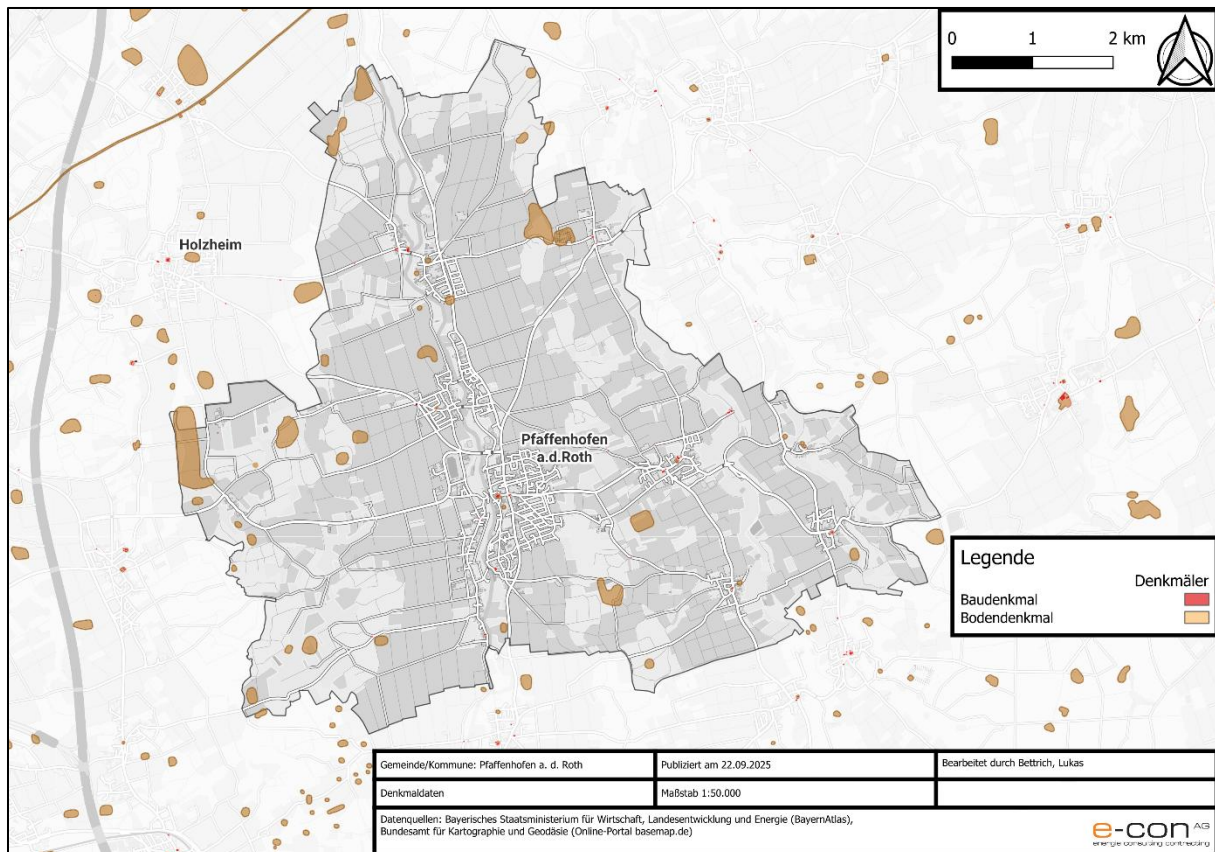 0 1 2 km
Holzheim
Pfaffenhofen
a.d.Roth
Legende
Denkmäler
Baudenkmal
Bodendenkmal
Gemeinde/Kommune: Pfaffenhofen a. d. Roth
Publiziert am 22.09.2025
Bearbeitet durch Bettrich, Lukas
Denkmaldaten
Maßstab 1:50.000
Datenquellen: Bayerisches Staatsministerium für Wirtschaft, Landesentwicklung und Energie (BayernAtlas),
Bundesamt für Kartographie und Geodäsie (Online-Portal basemap.de)
e-con AG
energie consulting contracting